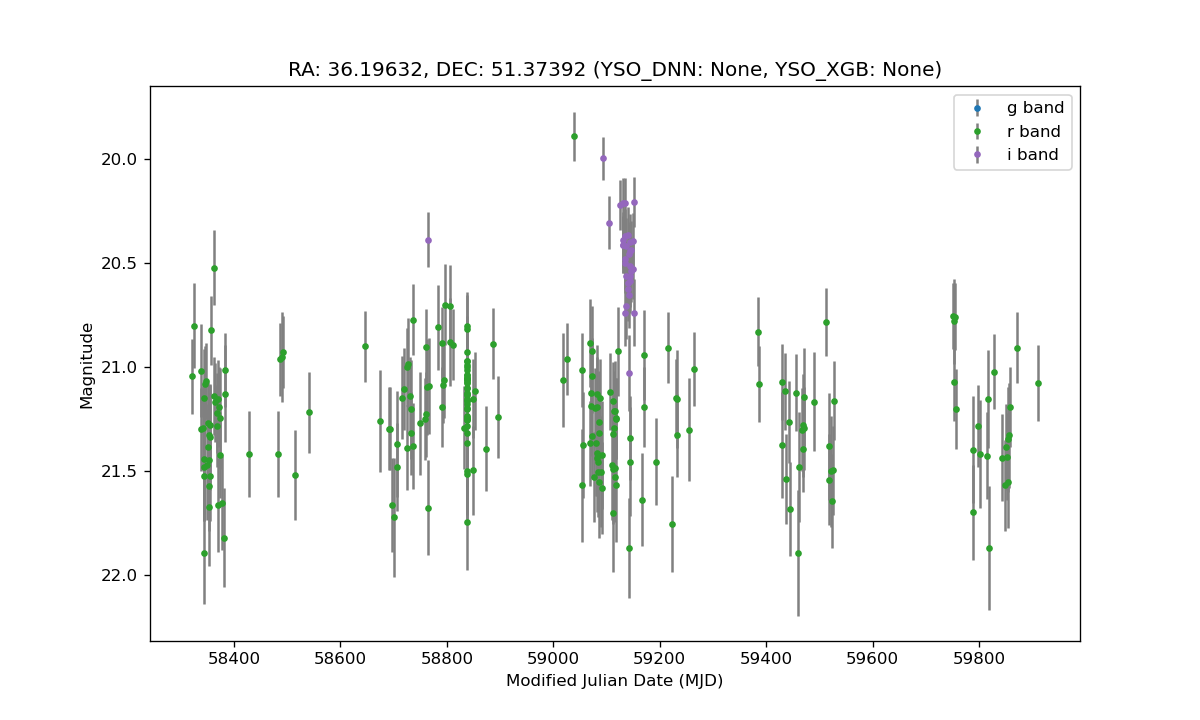 RA: 36.19632, DEC: 51.37392 (YSO_DNN: None, YSO_XGB: None)
g band
r band
i band
20.0
20.5
21.0
21.5
22.0
Magnitude
58400 58600 58800 59000 59200 59400 59600 59800
Modified Julian Date (MJD)